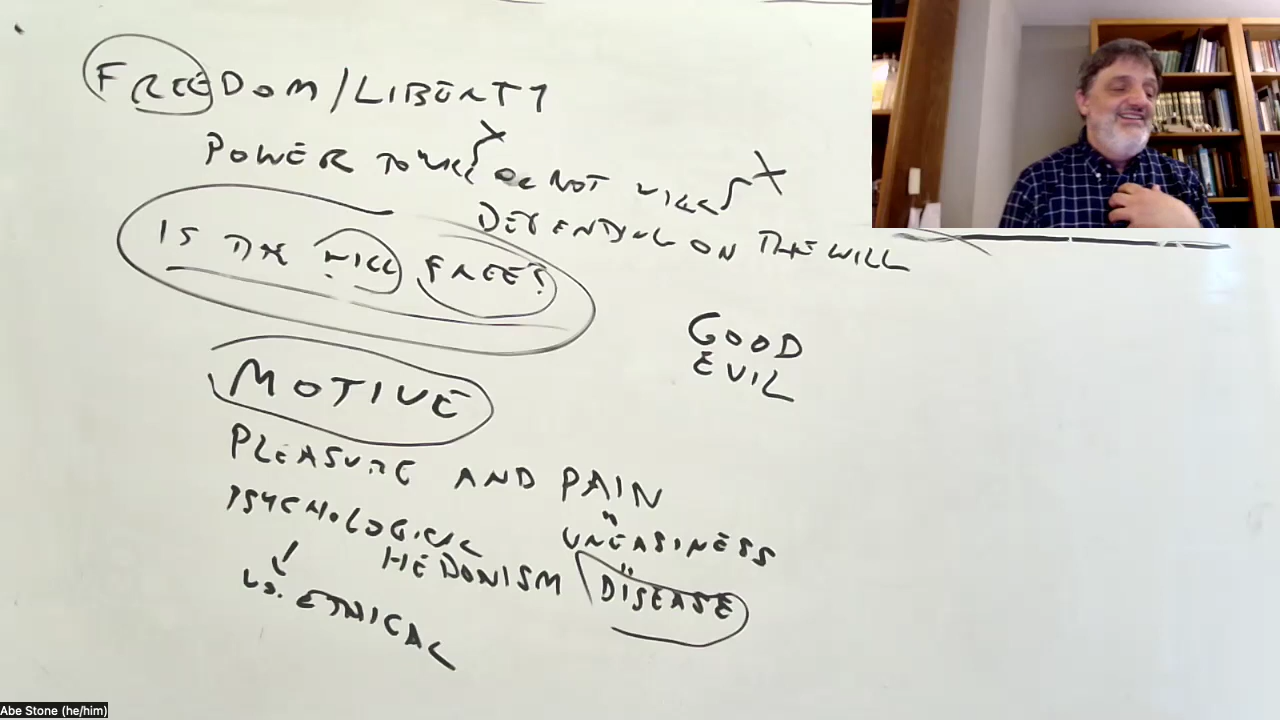 FREEDOM/LIBERTY
POWER TO WILL X OR NOT WILL X
DEPENDING ON THE WILL
IS THE WILL FREE?
GOOD
EVIL
MOTIVE
PLEASURE AND PAIN
PSYCHOLOGICAL
"
UNEASINESS
HEDONISM
"
DISEASE
VS. ETHICAL
Abe Stone (he/him)